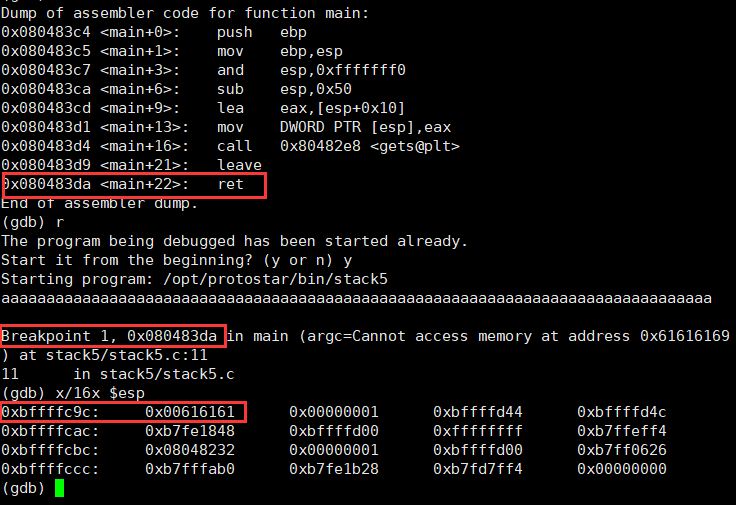 Dump of assembler code for function main:
0x080483c4 <main+0>:    push   ebp
0x080483c5 <main+1>:    mov    ebp,esp
0x080483c7 <main+3>:    and    esp,0xfffffff0
0x080483ca <main+6>:    sub    esp,0x50
0x080483cd <main+9>:    lea    eax,[esp+0x10]
0x080483d1 <main+13>:   mov    DWORD PTR [esp],eax
0x080483d4 <main+16>:   call   0x80482e8 <gets@plt>
0x080483d9 <main+21>:   leave
0x080483da <main+22>:   ret
End of assembler dump.
(gdb) r
The program being debugged has been started already.
Start it from the beginning? (y or n) y
Starting program: /opt/protostar/bin/stack5
aaaaaaaaaaaaaaaaaaaaaaaaaaaaaaaaaaaaaaaaaaaaaaaaaaaaaaaaaaaaaaaaaaaaaaaaaaaaaaa
Breakpoint 1, 0x080483da in main (argc=Cannot access memory at address 0x61616169
) at stack5/stack5.c:11
11      in stack5/stack5.c
(gdb) x/16x $esp
0xbffffc9c:     0x00616161      0x00000001      0xbffffd44      0xbffffd4c
0xbffffcac:     0xb7fe1848      0xbffffd00      0xffffffff      0xb7ffeff4
0xbffffcbc:     0x08048232      0x00000001      0xbffffd00      0xb7ff0626
0xbffffccc:     0xb7fffab0      0xb7fe1b28      0xb7fd7ff4      0x00000000
(gdb)